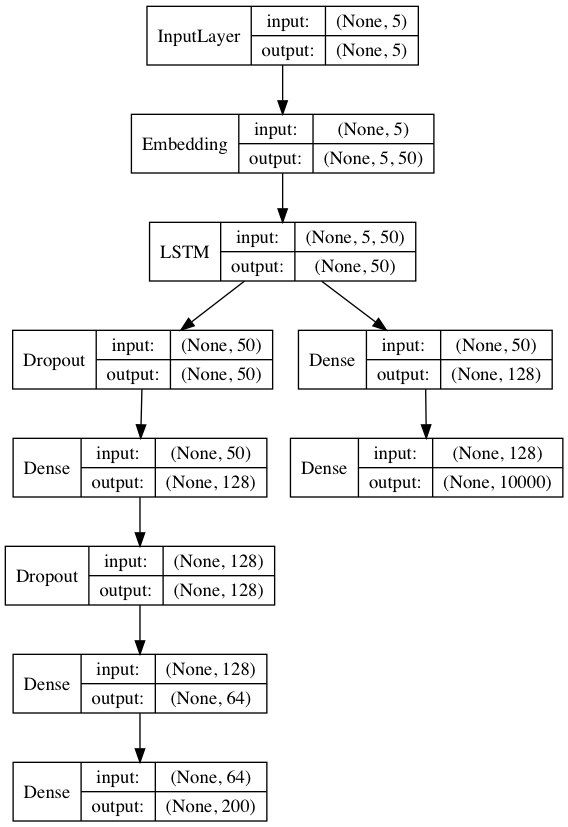 InputLayer
input: (None, 5)
output: (None, 5)
Embedding
input: (None, 5)
output: (None, 5, 50)
LSTM
input: (None, 5, 50)
output: (None, 50)
Dropout
input: (None, 50)
output: (None, 50)
Dense
input: (None, 50)
output: (None, 128)
Dense
input: (None, 50)
output: (None, 128)
Dense
input: (None, 128)
output: (None, 10000)
Dropout
input: (None, 128)
output: (None, 128)
Dense
input: (None, 128)
output: (None, 64)
Dense
input: (None, 64)
output: (None, 200)